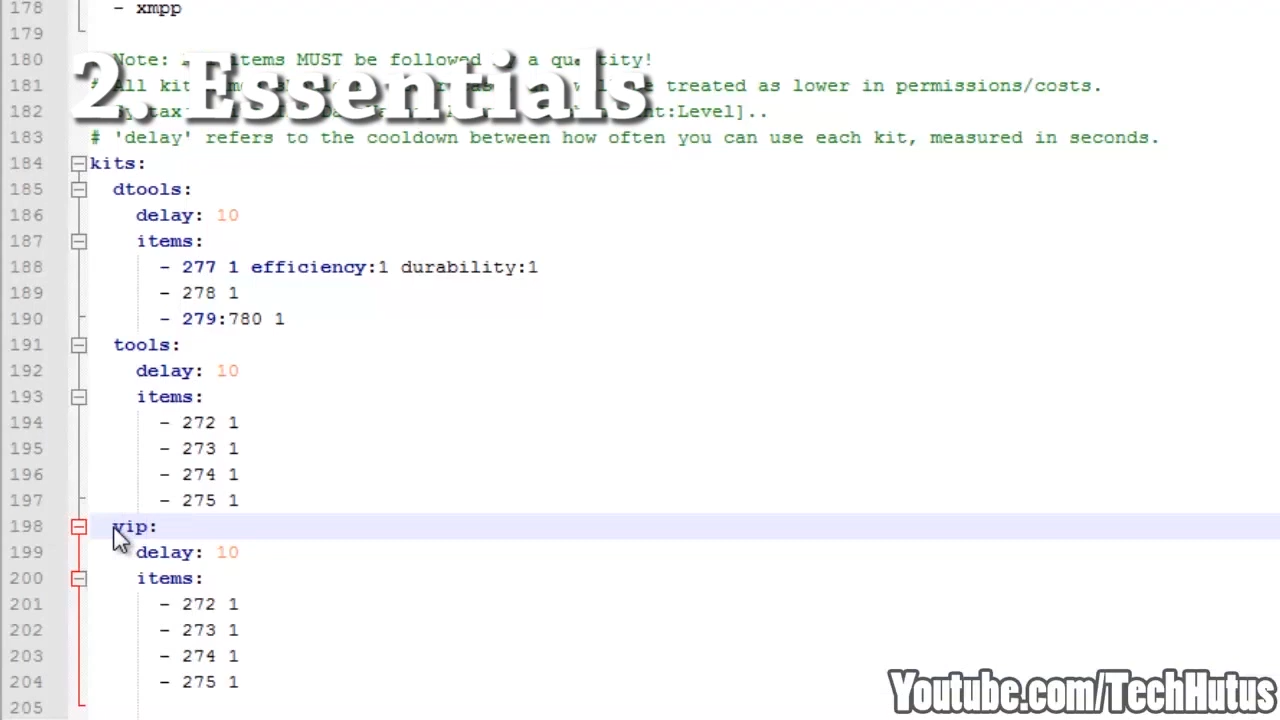 178 - xmpp
179
180 Note: items MUST be followed a quantity!
181 # All treated as lower in permissions/costs.
182 :Level]..
183 # 'delay' refers to the cooldown between how often you can use each kit, measured in seconds.
2. Essentials
184 kits:
185 dtools:
186 delay: 10
187 items:
188 - 277 1 efficiency:1 durability:1
189 - 278 1
190 - 279:780 1
191 tools:
192 delay: 10
193 items:
194 - 272 1
195 - 273 1
196 - 274 1
197 - 275 1
198 vip:
199 delay: 10
200 items:
201 - 272 1
202 - 273 1
203 - 274 1
204 - 275 1
205
Youtube.com/TechHutus